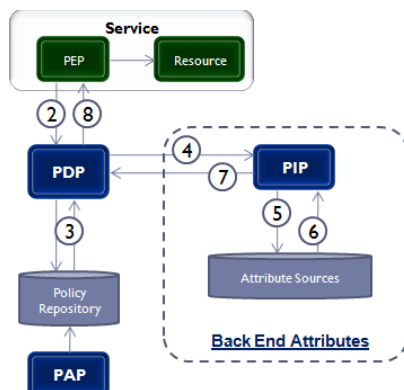 Service
PEP
Resource
2
8
4
PDP
PIP
7
5
3
6
Policy
Repository
Attribute Sources
Back End Attributes
PAP